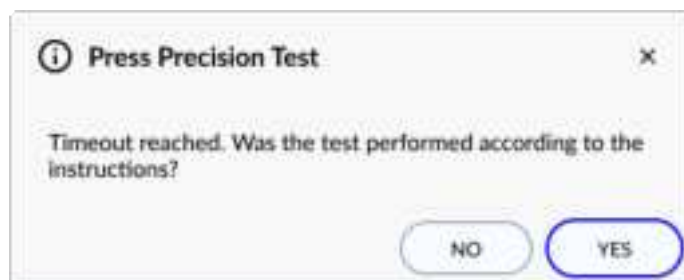 Press Precision Test
Timeout reached. Was the test performed according to the
instructions?
NO
YES